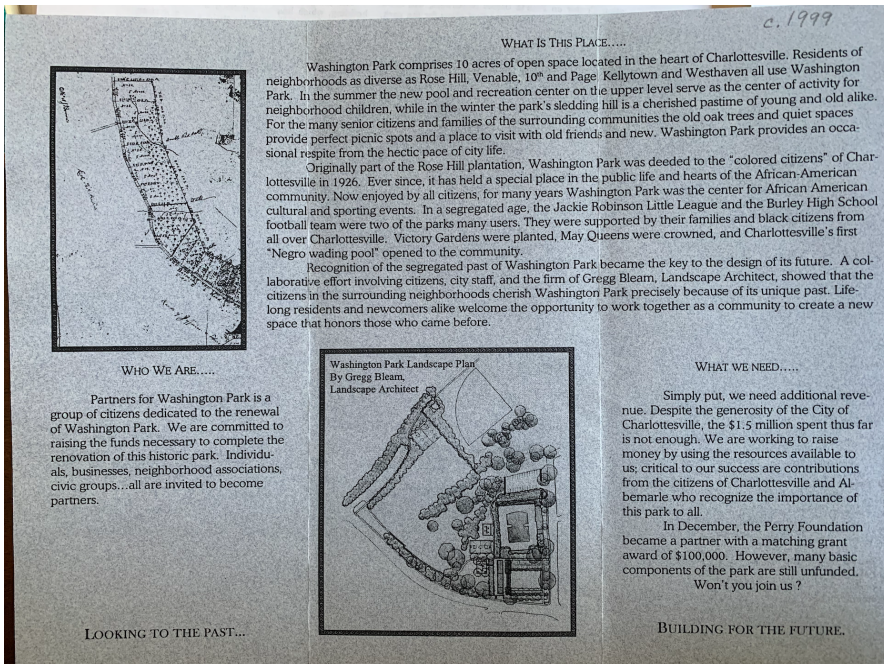 c. 1999
WHAT IS THIS PLACE.....
Washington Park comprises 10 acres of open space located in the heart of Charlottesville. Residents of
neighborhoods as diverse as Rose Hill, Venable, 10th and Page, Kellytown and Westhaven all use Washington
Park. In the summer the new pool and recreation center on the upper level serve as the center of activity for
neighborhood children, while in the winter the park's sledding hill is a cherished pastime of young and old alike.
For the many senior citizens and families of the surrounding communities the old oak trees and quiet spaces
provide perfect picnic spots and a place to visit with old friends and new. Washington Park provides an occa-
sional respite from the hectic pace of city life.
Originally part of the Rose Hill plantation, Washington Park was deeded to the "colored citizens" of Char-
lottesville in 1926. Ever since, it has held a special place in the public life and hearts of the African-American
community. Now enjoyed by all citizens, for many years Washington Park was the center for African American
cultural and sporting events. In a segregated age, the Jackie Robinson Little League and the Burley High School
football team were two of the parks many users. They were supported by their families and black citizens from
all over Charlottesville. Victory Gardens were planted, May Queens were crowned, and Charlottesville's first
"Negro wading pool" opened to the community.
Recognition of the segregated past of Washington Park became the key to the design of its future. A col-
laborative effort involving citizens, city staff, and the firm of Gregg Bleam, Landscape Architect, showed that the
citizens in the surrounding neighborhoods cherish Washington Park precisely because of its unique past. Life-
long residents and newcomers alike welcome the opportunity to work together as a community to create a new
space that honors those who came before.
WHO WE ARE.....
Partners for Washington Park is a
group of citizens dedicated to the renewal
of Washington Park. We are committed to
raising the funds necessary to complete the
renovation of this historic park. Individu-
als, businesses, neighborhood associations,
civic groups...all are invited to become
partners.
LOOKING TO THE PAST...
Washington Park Landscape Plan
By Gregg Bleam,
Landscape Architect
WHAT WE NEED.....
Simply put, we need additional reve-
nue. Despite the generosity of the City of
Charlottesville, the $1.5 million spent thus far
is not enough. We are working to raise
money by using the resources available to
us; critical to our success are contributions
from the citizens of Charlottesville and Al-
bemarle who recognize the importance of
this park to all.
In December, the Perry Foundation
became a partner with a matching grant
award of $100,000. However, many basic
components of the park are still unfunded.
Won't you join us ?
BUILDING FOR THE FUTURE.